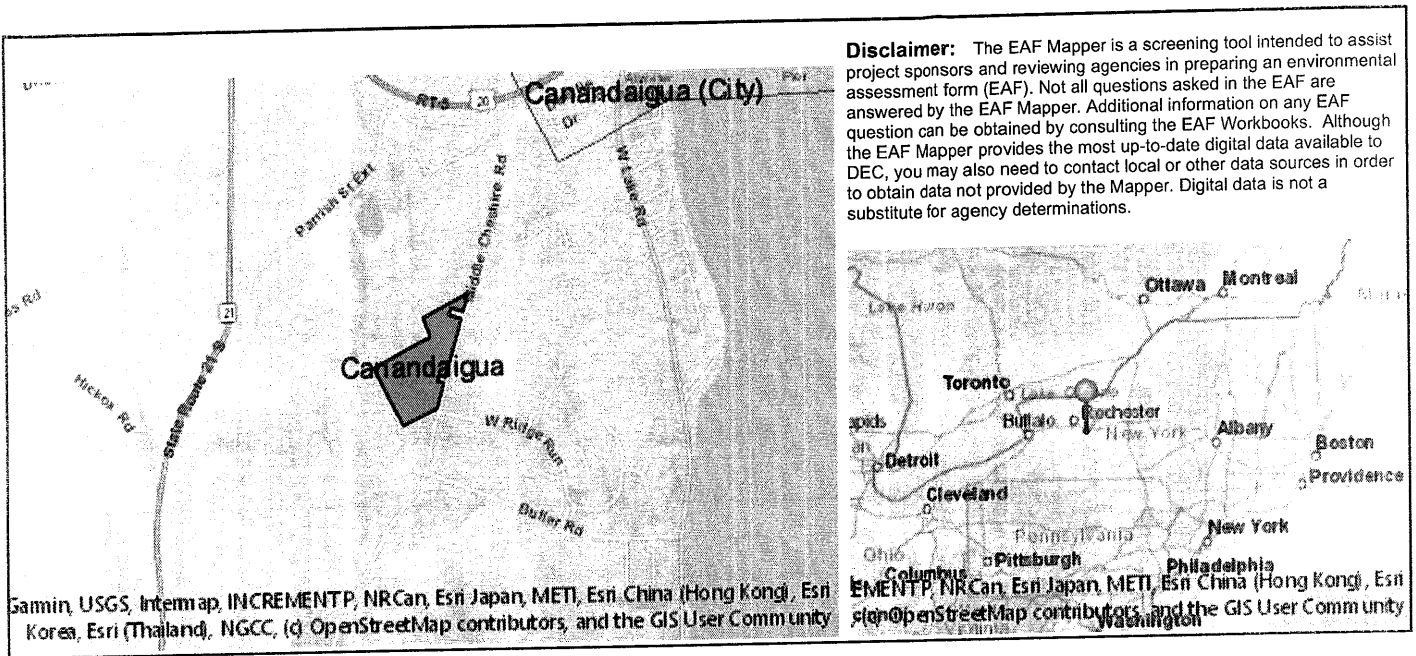 Disclaimer: The EAF Mapper is a screening tool intended to assist
project sponsors and reviewing agencies in preparing an environmental
assessment form (EAF). Not all questions asked in the EAF are
answered by the EAF Mapper. Additional information on any EAF
question can be obtained by consulting the EAF Workbooks. Although
the EAF Mapper provides the most up-to-date digital data available to
DEC, you may also need to contact local or other data sources in order
to obtain data not provided by the Mapper. Digital data is not a
substitute for agency determinations.
20
Canandaigua (City)
Dr
Parrish St Ext
Middle Cheshire Rd
W Lake Rd
Rd
21
State Route 21 S
Hickox Rd
Canandaigua
W Ridge Run
Butler Rd
Garmin, USGS, Intermap, INCREMENTP, NRCan, Esri Japan, METI, Esri China (Hong Kong), Esri
Korea, Esri (Thailand), NGCC, (c) OpenStreetMap contributors, and the GIS User Community
Ottawa
Montreal
Lake Huron
Toronto
Rochester
Buffalo
New York
Albany
apids
Detroit
Boston
Providence
Cleveland
New York
Pennsylvania
Ohio
Pittsburgh
Philadelphia
Columbus
EMENTP, NRCan, Esri Japan, METI, Esri China (Hong Kong), Esri
OpenStreetMap contributors, and the GIS User Community
Washington